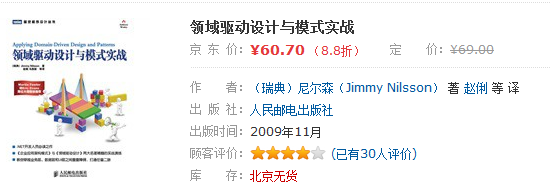 Applying Domain-Driven Design and Patterns
领域驱动设计与模式实战
领域驱动设计与模式实战
京东价：¥60.70 (8.8折) 定价：¥69.00
作者：（瑞典）尼尔森（Jimmy Nilsson） 著 赵俐 等 译
出版社：人民邮电出版社
出版时间：2009年11月
顾客评价： (已有30人评价)
库存：北京无货